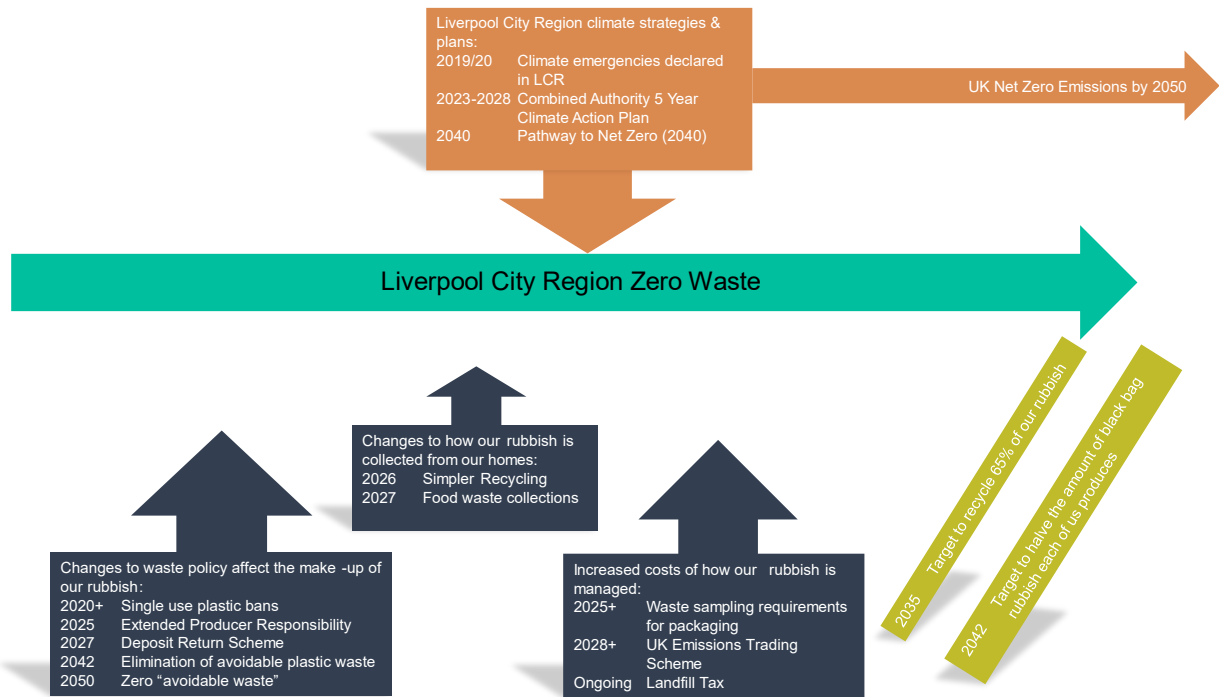 Liverpool City Region climate strategies &
plans:
2019/20 Climate emergencies declared
in LCR
2023-2028 Combined Authority 5 Year
Climate Action Plan
2040 Pathway to Net Zero (2040)
UK Net Zero Emissions by 2050
Liverpool City Region Zero Waste
Changes to how our rubbish is
collected from our homes:
2026 Simpler Recycling
2027 Food waste collections
Changes to waste policy affect the make -up of
our rubbish:
2020+ Single use plastic bans
2025 Extended Producer Responsibility
2027 Deposit Return Scheme
2042 Elimination of avoidable plastic waste
2050 Zero “avoidable waste”
Increased costs of how our rubbish is
managed:
2025+ Waste sampling requirements
for packaging
2028+ UK Emissions Trading
Scheme
Ongoing Landfill Tax
2035 Target to recycle 65% of our rubbish
2042 Target to halve the amount of black bag
rubbish each of us produces